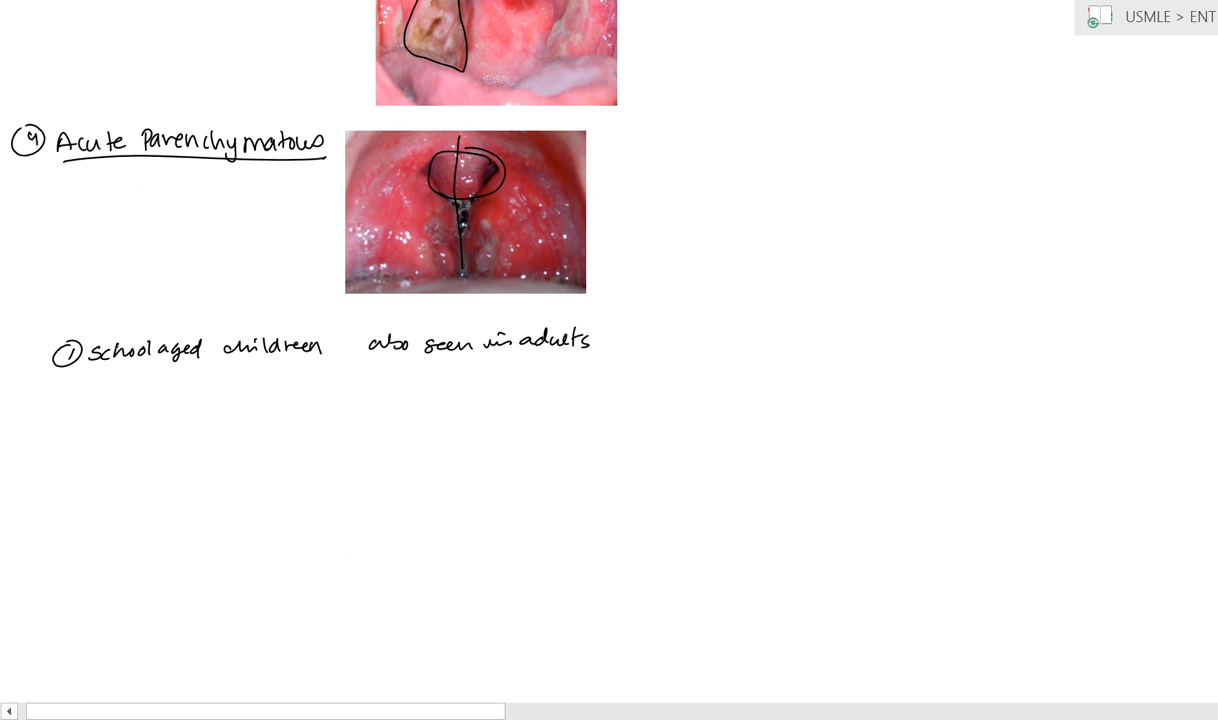 USMLE > ENT
④ Acute Parenchymatous
① School aged children also seen in adults